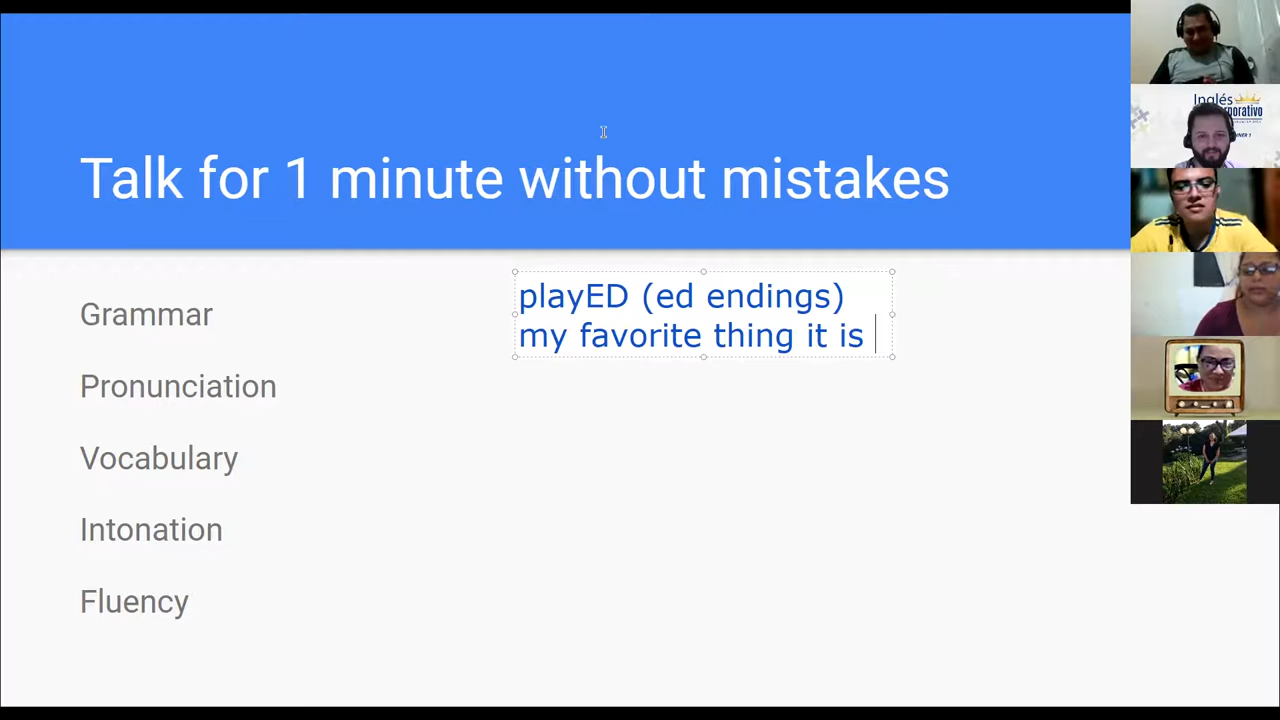 Talk for 1 minute without mistakes
Grammar
Pronunciation
Vocabulary
Intonation
Fluency
playED (ed endings)
my favorite thing it is
Inglés